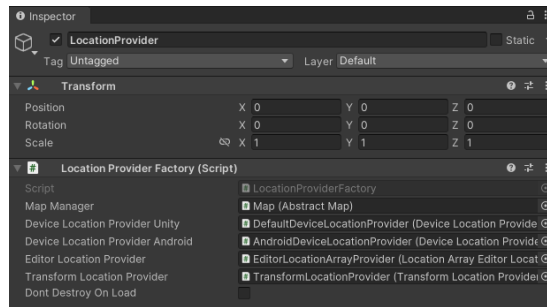 Inspector
LocationProvider Static
Tag Untagged Layer Default
Transform
Position X 0 Y 0 Z 0
Rotation X 0 Y 0 Z 0
Scale X 1 Y 1 Z 1
# Location Provider Factory (Script)
Script LocationProviderFactory
Map Manager Map (Abstract Map)
Device Location Provider Unity DefaultDeviceLocationProvider (Device Location Provide
Device Location Provider Android AndroidDeviceLocationProvider (Device Location Provide
Editor Location Provider EditorLocationArrayProvider (Location Array Editor Locat
Transform Location Provider TransformLocationProvider (Transform Location Provider
Dont Destroy On Load